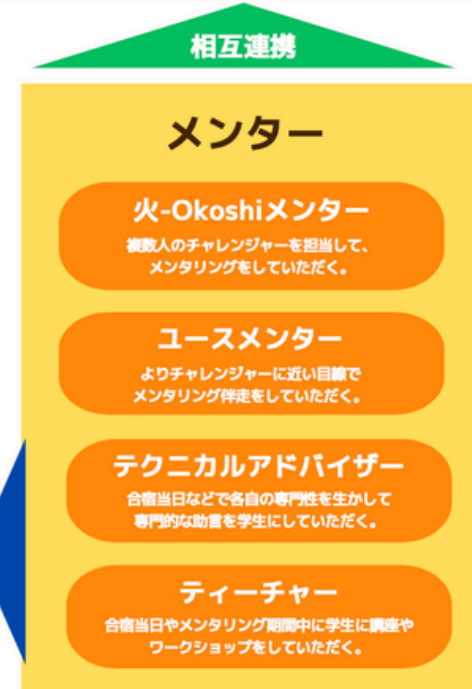 相互連携
メンター
火-Okoshiメンター
複数人のチャレンジャーを担当して、
メンタリングをしていただく。
ユースメンター
よりチャレンジャーに近い目線で
メンタリング伴走をしていただく。
テクニカルアドバイザー
合宿当日などで各自の専門性を生かして
専門的な助言を学生にしていただく。
ティーチャー
合宿当日やメンタリング期間中に学生に講座や
ワークショップをしていただく。